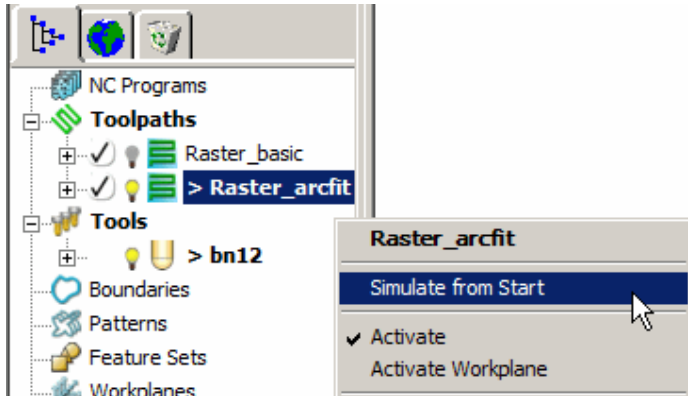 NC Programs
Toolpaths
Raster_basic
> Raster_arcfit
Tools
> bn12
Boundaries
Patterns
Feature Sets
Workplanes
Raster_arcfit
Simulate from Start
Activate
Activate Workplane